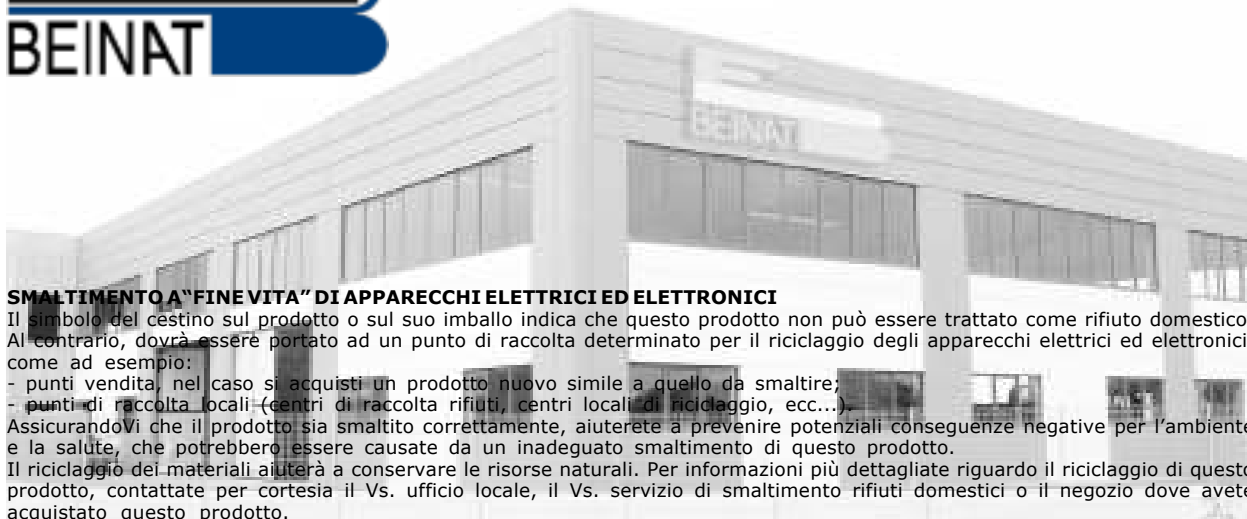 BEINAT
BEINAT
SMALTIMENTO A “FINE VITA” DI APPARECCHI ELETTRICI ED ELETTRONICI
Il simbolo del cestino sul prodotto o sul suo imballo indica che questo prodotto non può essere trattato come rifiuto domestico
Al contrario, dovrà essere portato ad un punto di raccolta determinato per il riciclaggio degli apparecchi elettrici ed elettronici
come ad esempio:
- punti vendita, nel caso si acquisti un prodotto nuovo simile a quello da smaltire;
- punti di raccolta locali (centri di raccolta rifiuti, centri locali di riciclaggio, ecc...).
AssicurandoVi che il prodotto sia smaltito correttamente, aiuterete a prevenire potenziali conseguenze negative per l’ambiente
e la salute, che potrebbero essere causate da un inadeguato smaltimento di questo prodotto.
Il riciclaggio dei materiali aiuterà a conservare le risorse naturali. Per informazioni più dettagliate riguardo il riciclaggio di questo
prodotto, contattate per cortesia il Vs. ufficio locale, il Vs. servizio di smaltimento rifiuti domestici o il negozio dove avete
acquistato questo prodotto.